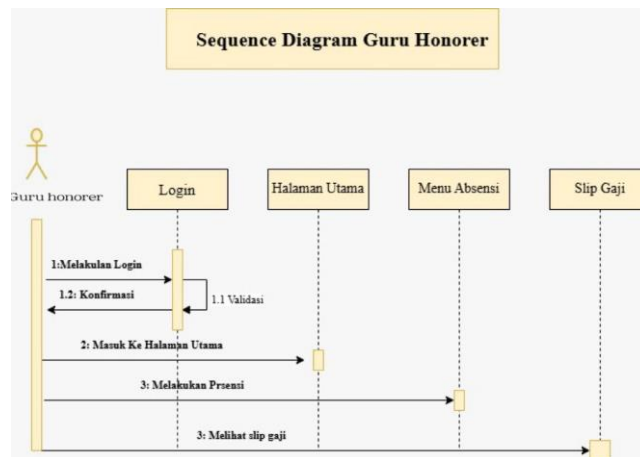 Sequence Diagram Guru Honorer
Guru honorer
Login
Halaman Utama
Menu Absensi
Slip Gaji
1:Melakulan Login
1.2: Konfirmasi
1.1 Validasi
2: Masuk Ke Halaman Utama
3: Melakukan Prsensi
3: Melihat slip gaji